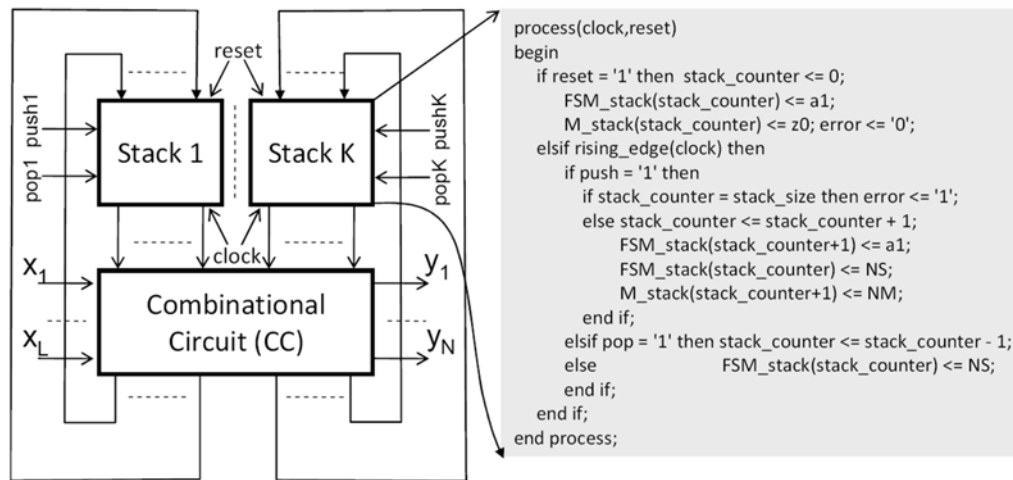 reset
push1
pop1
Stack 1
Stack K
pushK
popK
clock
x1
xL
Combinational
Circuit (CC)
y1
yN
process(clock,reset)
begin
if reset = '1' then stack_counter <= 0;
FSM_stack(stack_counter) <= a1;
M_stack(stack_counter) <= z0; error <= '0';
elsif rising_edge(clock) then
if push = '1' then
if stack_counter = stack_size then error <= '1';
else stack_counter <= stack_counter + 1;
FSM_stack(stack_counter+1) <= a1;
FSM_stack(stack_counter) <= NS;
M_stack(stack_counter+1) <= NM;
end if;
elsif pop = '1' then stack_counter <= stack_counter - 1;
else FSM_stack(stack_counter) <= NS;
end if;
end if;
end process;